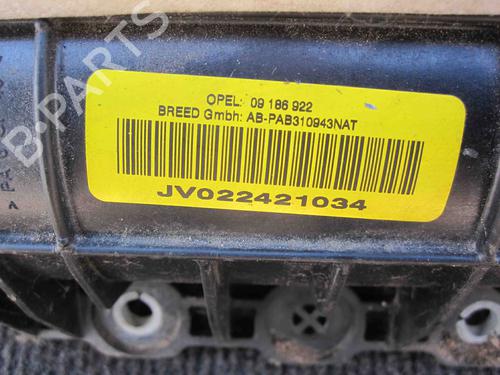 OPEL: 09 186 922
BREED Gmbh: AB-PAB310943NAT
JV022421034
B-PARTS